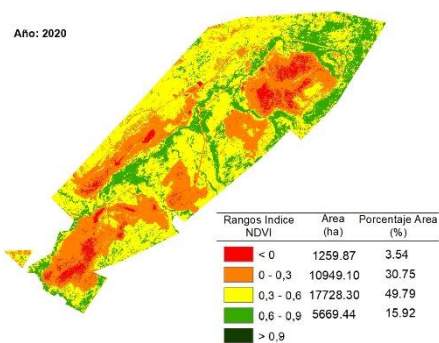 Año: 2020
Rangos Indice NDVI Area (ha) Porcentaje Area (%)
< 0 1259.87 3.54
0 - 0,3 10949.10 30.75
0,3 - 0,6 17728.30 49.79
0,6 - 0,9 5669.44 15.92
> 0,9